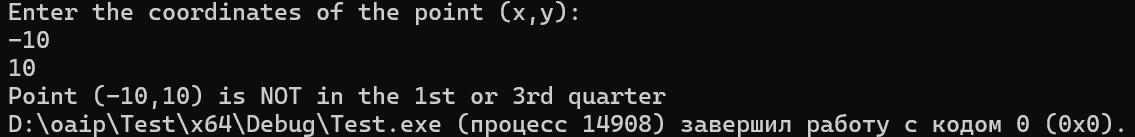 Enter the coordinates of the point (x,y):
-10
10
Point (-10,10) is NOT in the 1st or 3rd quarter
D:\oaip\Test\x64\Debug\Test.exe (процесс 14908) завершил работу с кодом 0 (0x0).